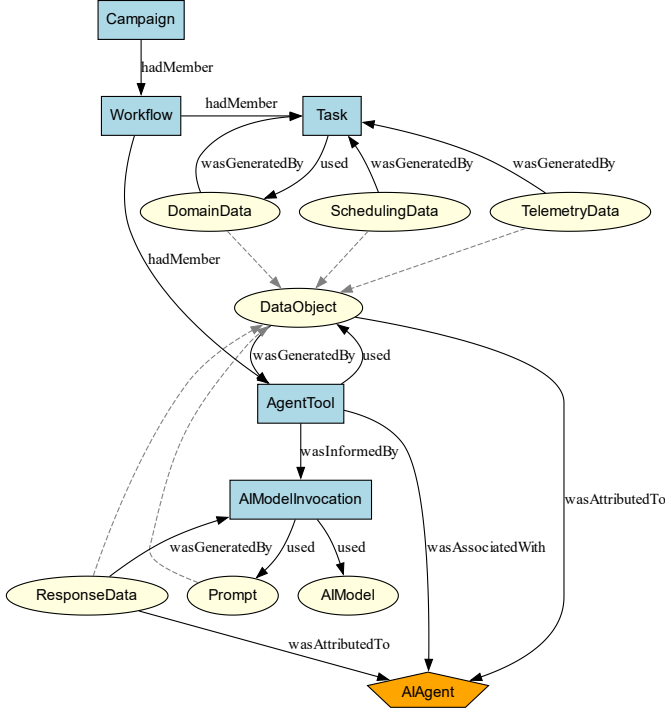 Campaign
hadMember
Workflow
hadMember
Task
wasGeneratedBy
used
wasGeneratedBy
wasGeneratedBy
DomainData
SchedulingData
TelemetryData
hadMember
DataObject
wasGeneratedBy
used
AgentTool
wasInformedBy
AIModelInvocation
wasAttributedTo
wasGeneratedBy
used
used
wasAssociatedWith
ResponseData
Prompt
AIModel
wasAttributedTo
AIAgent